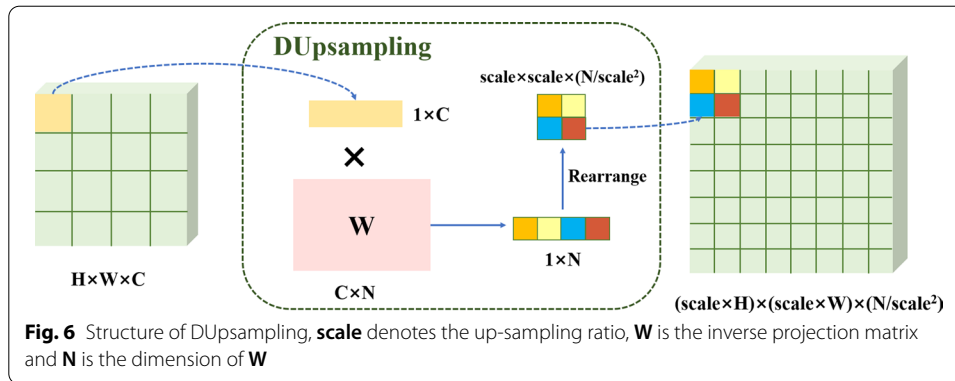 DUpsampling
scale×scale×(N/scale²)
1×C
×
Rearrange
W
1×N
H×W×C
C×N
(scale×H)×(scale×W)×(N/scale²)
Fig. 6 Structure of DUpsampling, scale denotes the up-sampling ratio, W is the inverse projection matrix
and N is the dimension of W